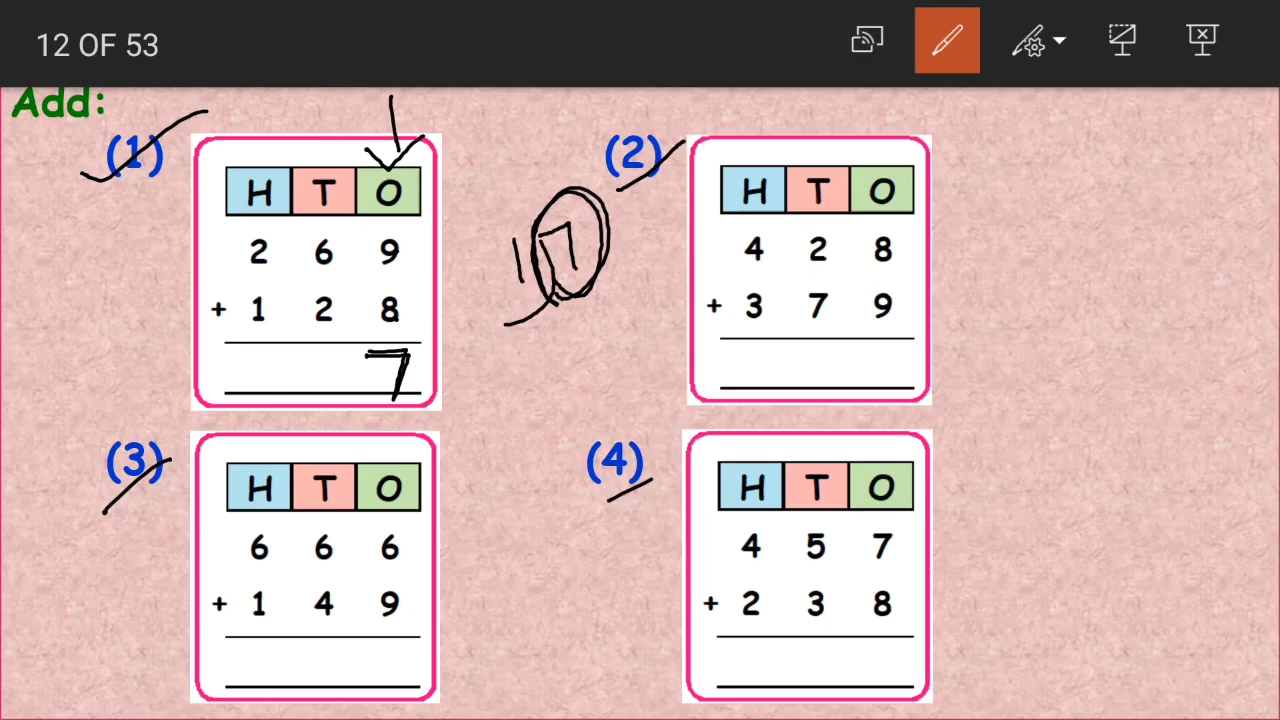 12 OF 53
Add:
(1)
H T O
2 6 9
+ 1 2 8
7
17
(2)
H T O
4 2 8
+ 3 7 9
(3)
H T O
6 6 6
+ 1 4 9
(4)
H T O
4 5 7
+ 2 3 8